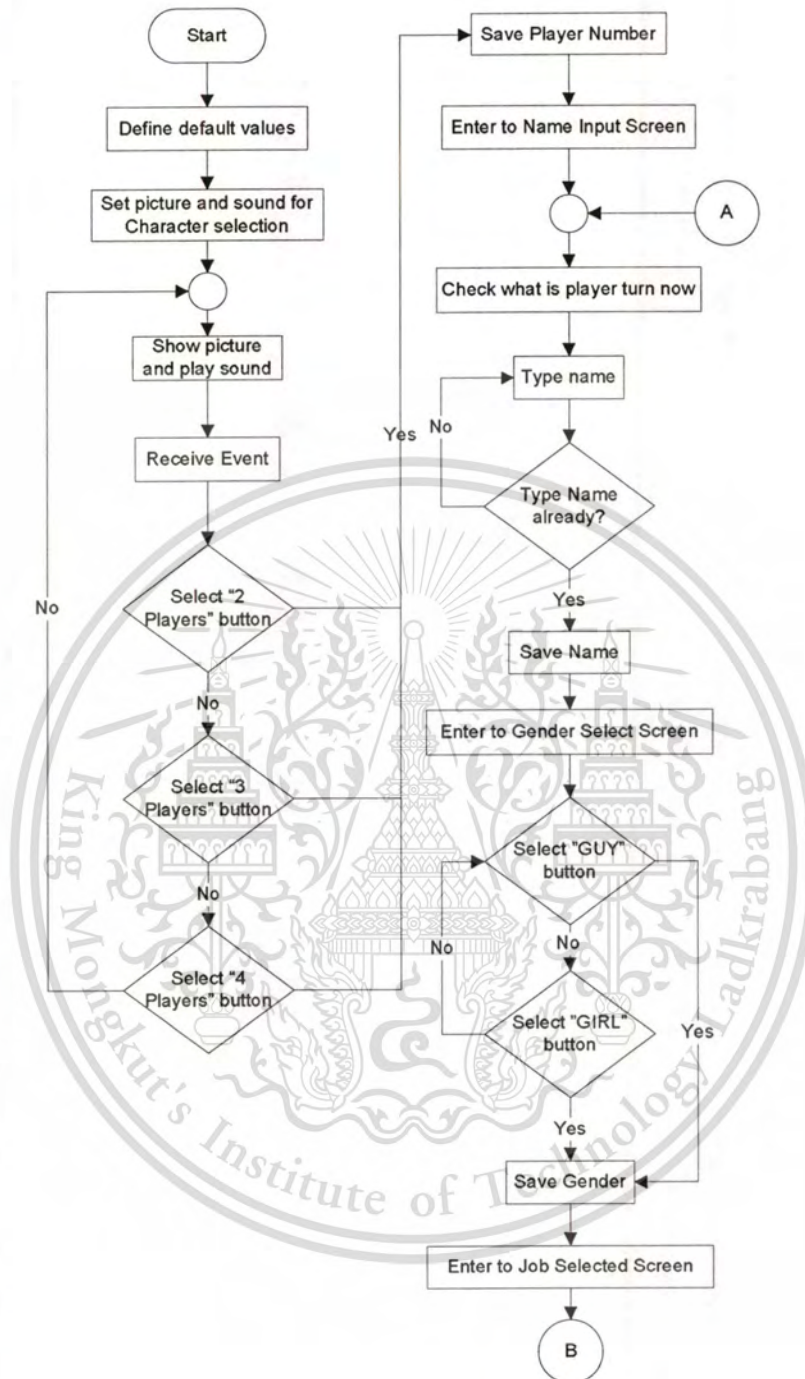 Start
Define default values
Set picture and sound for
Character selection
Show picture
and play sound
Receive Event
Select "2
Players" button
No
No
Select "3
Players" button
No
Select "4
Players" button
Yes
Save Player Number
Enter to Name Input Screen
A
Check what is player turn now
Type name
No
Type Name
already?
Yes
Save Name
Enter to Gender Select Screen
Select "GUY"
button
No
No
Select "GIRL"
button
Yes
Yes
Save Gender
Enter to Job Selected Screen
B
King Mongkut's Institute of Technology Ladkrabang